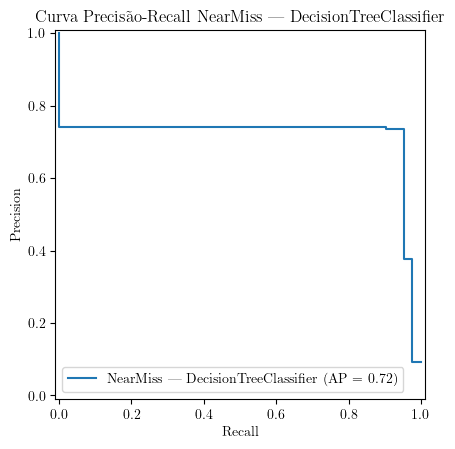 Curva Precisão-Recall NearMiss — DecisionTreeClassifier
1.0
0.8
0.6
0.4
0.2
0.0
Precision
NearMiss — DecisionTreeClassifier (AP = 0.72)
0.0 0.2 0.4 0.6 0.8 1.0
Recall